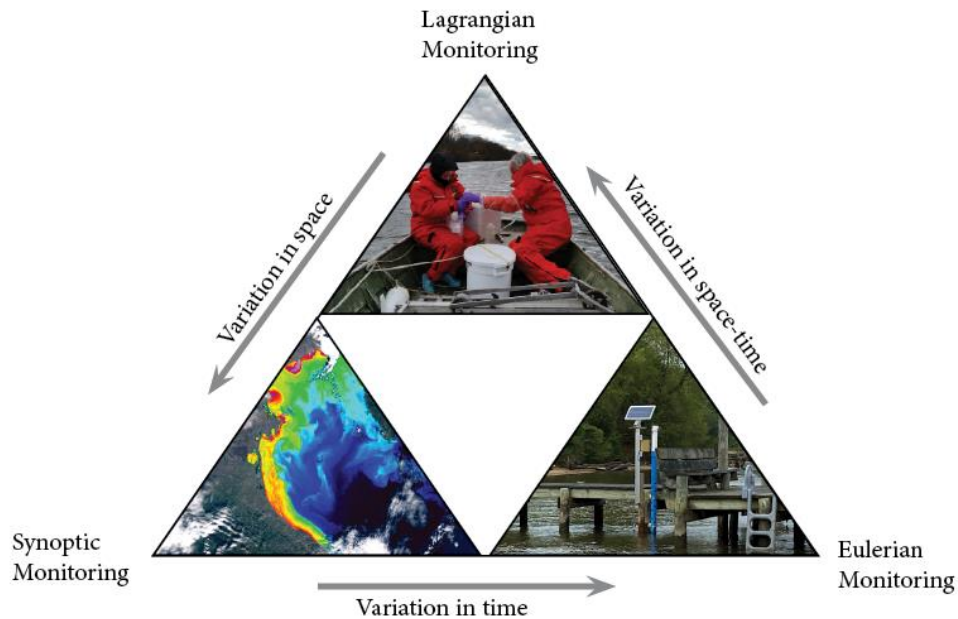 Lagrangian
Monitoring
Variation in space
Variation in space-time
Synoptic
Monitoring
Eulerian
Monitoring
Variation in time